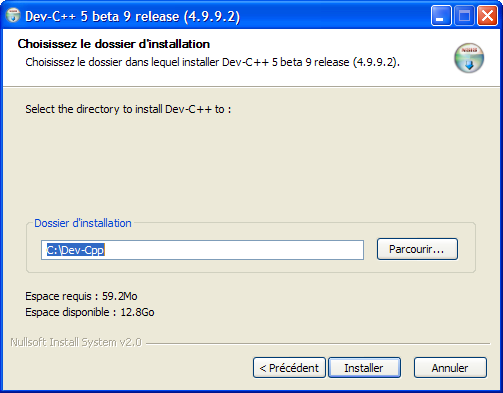 Dev-C++ 5 beta 9 release (4.9.9.2)
Choisissez le dossier d'installation
Choisissez le dossier dans lequel installer Dev-C++ 5 beta 9 release (4.9.9.2).
Select the directory to install Dev-C++ to :
Dossier d'installation
C:\Dev-Cpp
Parcourir...
Espace requis : 59.2Mo
Espace disponible : 12.8Go
Nullsoft Install System v2.0
< Précédent
Installer
Annuler